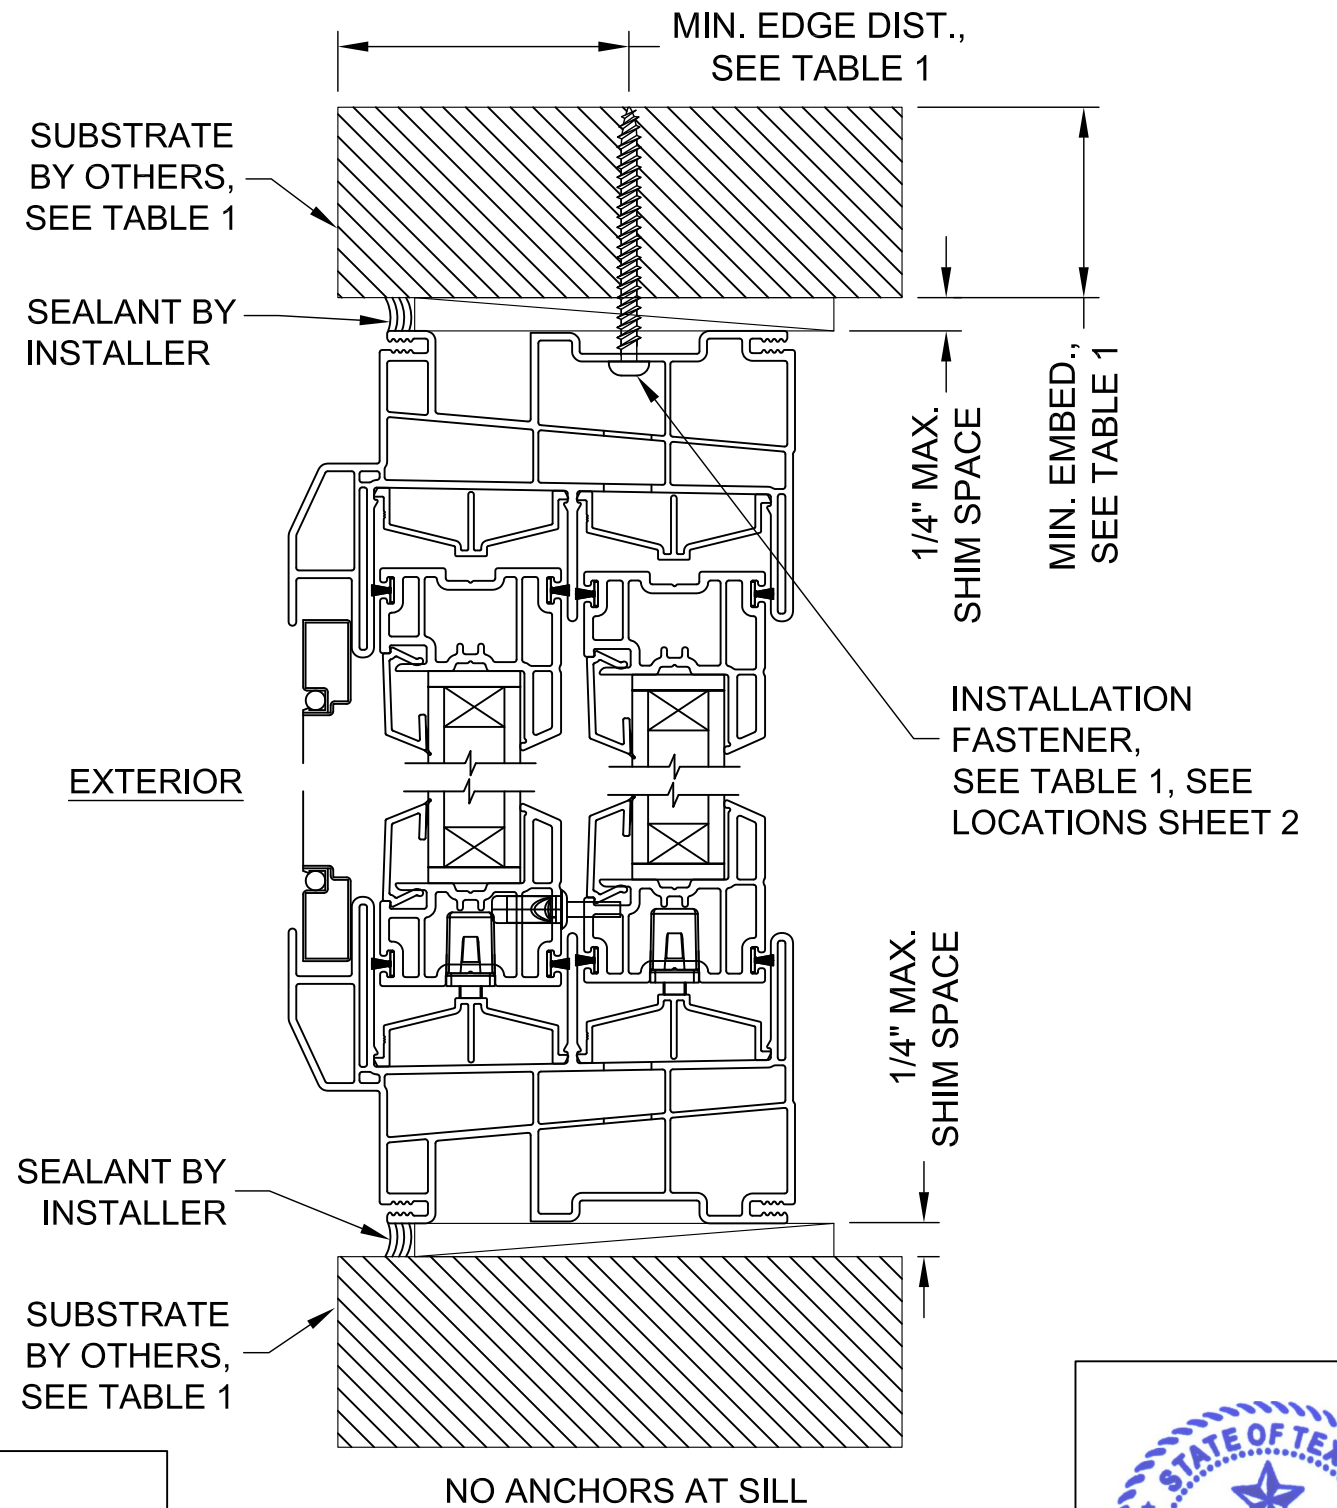 MIN. EDGE DIST.,
SEE TABLE 1
SUBSTRATE
BY OTHERS,
SEE TABLE 1
SEALANT BY
INSTALLER
1/4" MAX.
SHIM SPACE
MIN. EMBED.,
SEE TABLE 1
INSTALLATION
FASTENER,
SEE TABLE 1, SEE
LOCATIONS SHEET 2
EXTERIOR
1/4" MAX.
SHIM SPACE
SEALANT BY
INSTALLER
SUBSTRATE
BY OTHERS,
SEE TABLE 1
NO ANCHORS AT SILL
STATE OF